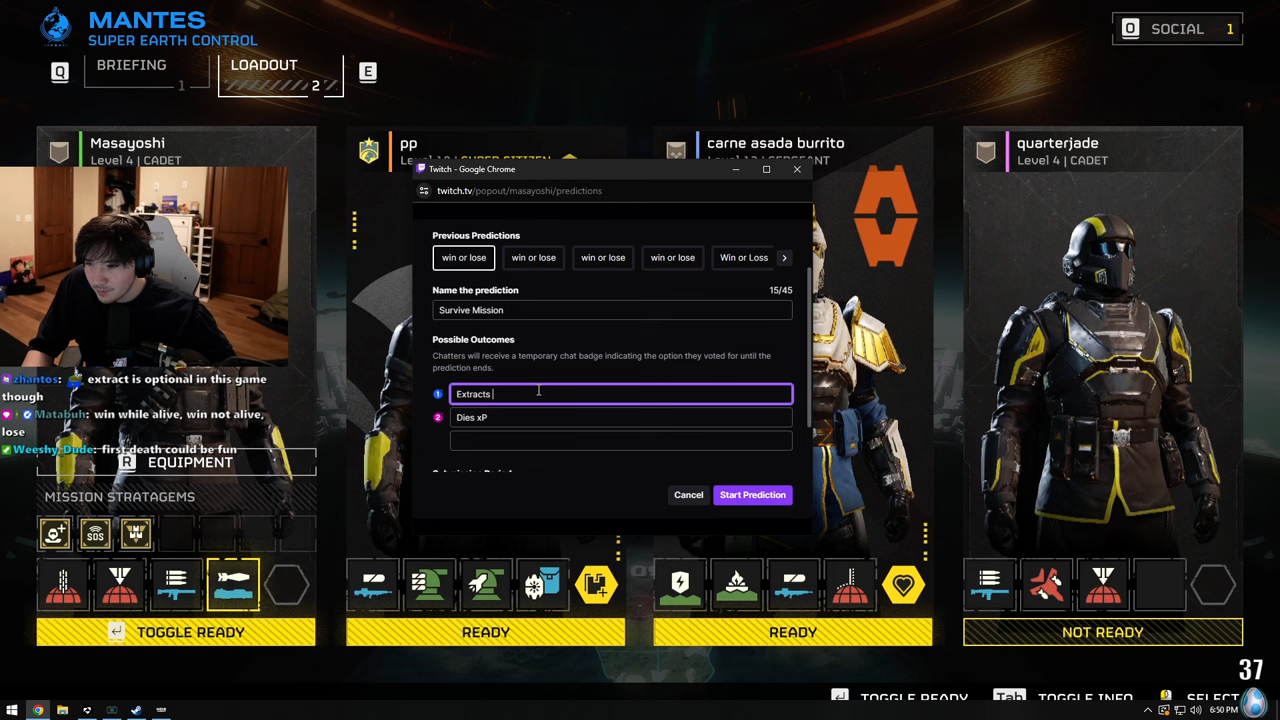 MANTES
SUPER EARTH CONTROL
O SOCIAL 1
Q BRIEFING 1 LOADOUT 2 E
Masayoshi
Level 4 | CADET
pp
carne asada burrito
quarterjade
Level 4 | CADET
Twitch - Google Chrome
twitch.tv/popout/masayoshi/predictions
Previous Predictions
win or lose
win or lose
win or lose
win or lose
Win or Loss
Name the prediction 15/45
Survive Mission
Possible Outcomes
Chatters will receive a temporary chat badge indicating the option they voted for until the
prediction ends.
1 Extracts
2 Dies xP
Cancel Start Prediction
zhantos: extract is optional in this game
though
Matabuh: win while alive, win not alive,
lose
Weeshy_Dude: first death could be fun
R EQUIPMENT
MISSION STRATAGEMS
SOS
TOGGLE READY
READY
READY
NOT READY
37
TOGGLE READY Tab TOGGLE INFO SELECT
6:50 PM